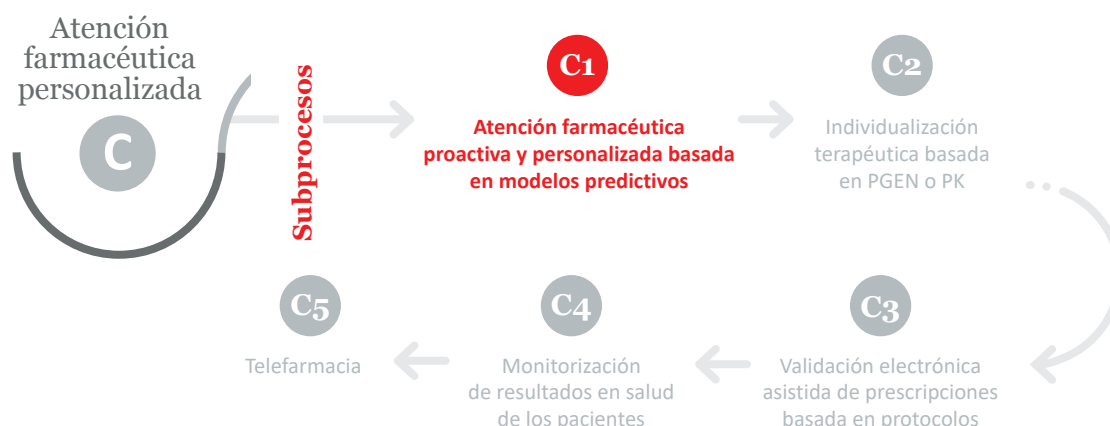 Atención
farmacéutica
personalizada
C
Subprocesos
C1
Atención farmacéutica
proactiva y personalizada basada
en modelos predictivos
C2
Individualización
terapéutica basada
en PGEN o PK
C3
Validación electrónica
asistida de prescripciones
basada en protocolos
C4
Monitorización
de resultados en salud
de los pacientes
C5
Telefarmacia